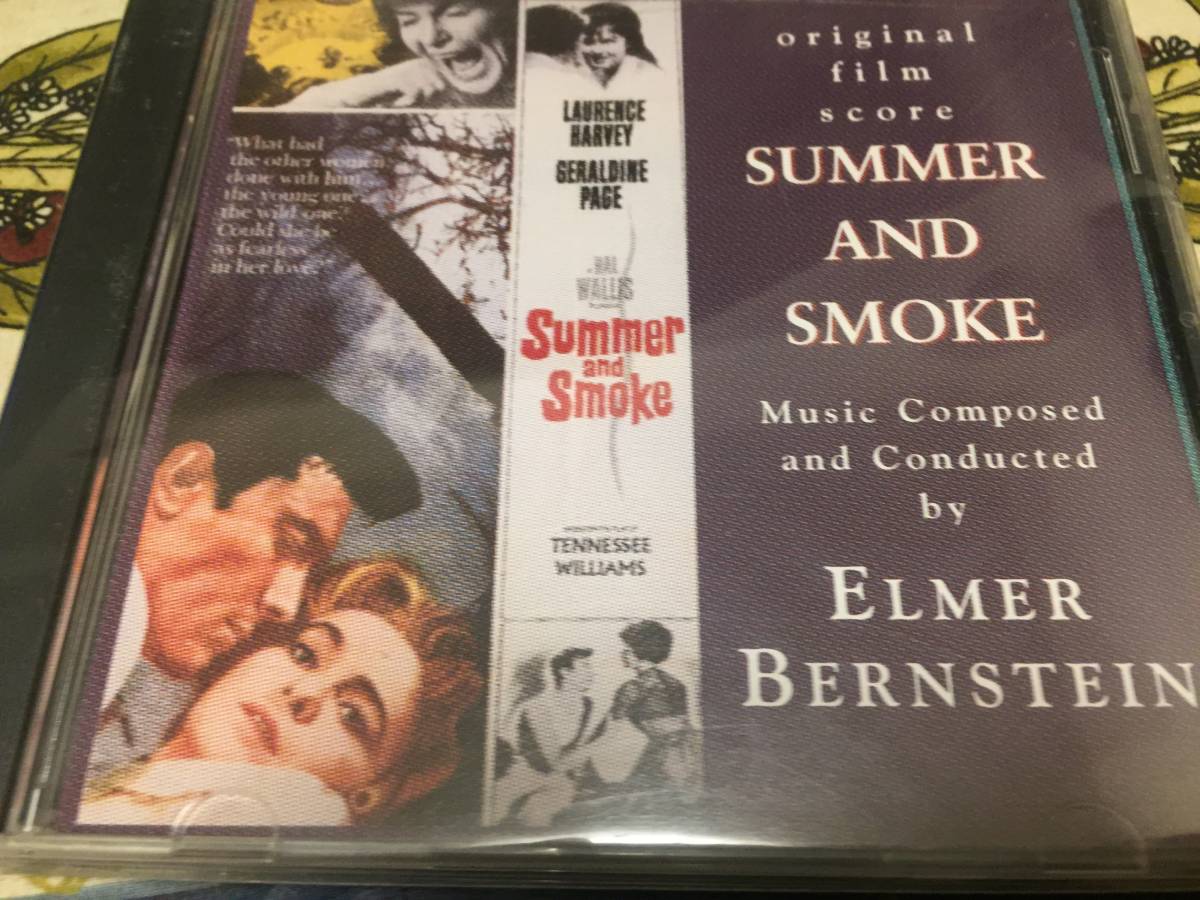 "What had
the other women
done with him,
the young one,
the wild one?
Could she be
as fearless
in her love?"
LAURENCE
HARVEY
GERALDINE
PAGE
HAL
WALLIS
Summer
and
Smoke
TENNESSEE
WILLIAMS
original
film
score
SUMMER
AND
SMOKE
Music Composed
and Conducted
by
ELMER
BERNSTEIN